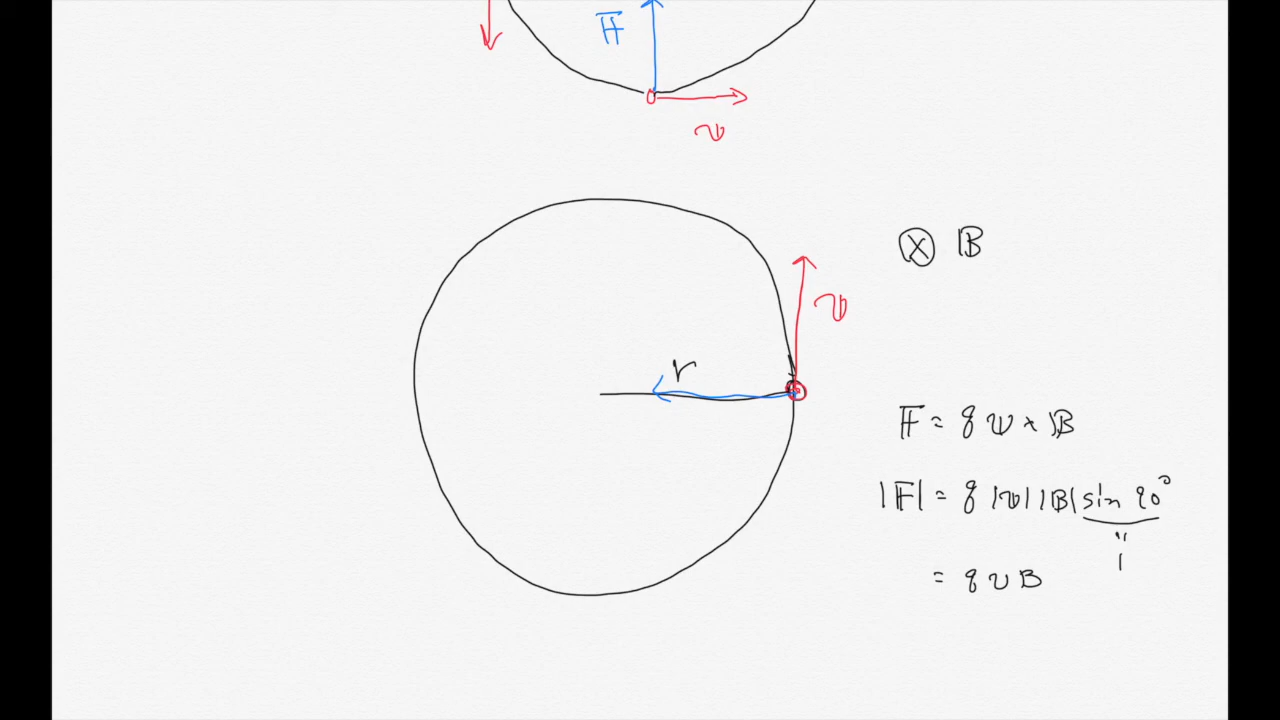 F
v
⊗ B
v
r
F = q v × B
|F| = q |v| |B| sin 90°
"
1
= q v B